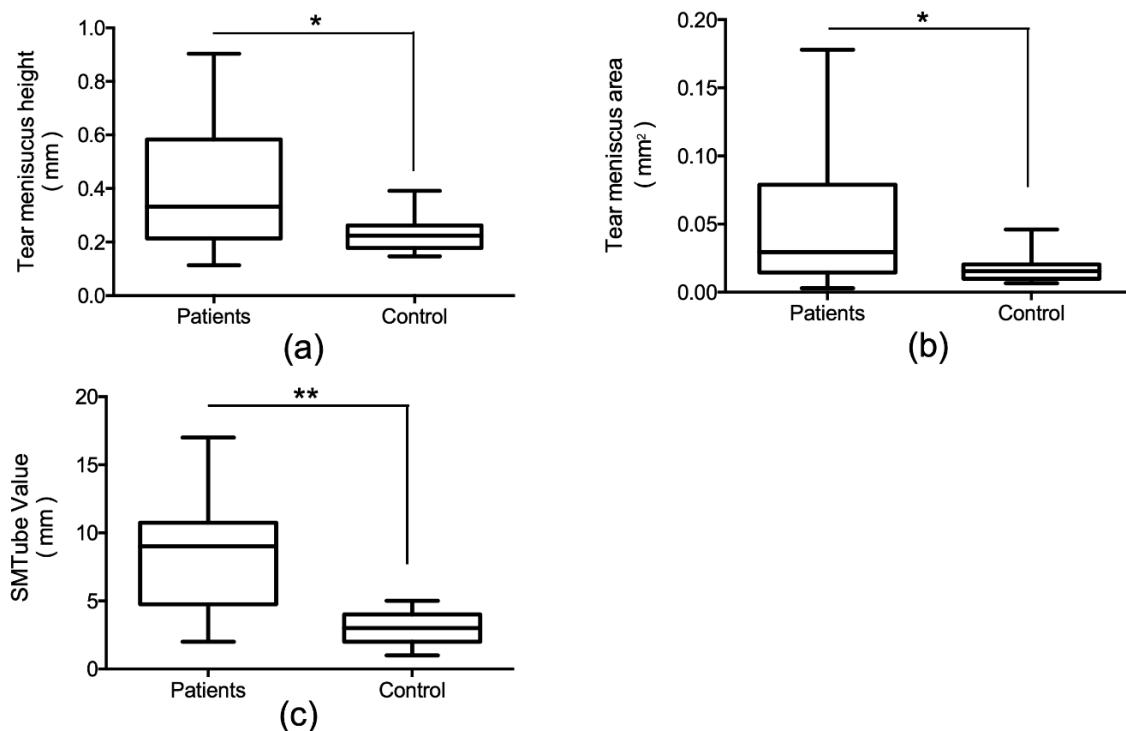 Tear menisucus height
( mm )
1.0
0.8
0.6
0.4
0.2
0.0
*
Patients
Control
(a)
Tear meniscus area
( mm²)
0.20
0.15
0.10
0.05
0.00
*
Patients
Control
(b)
SMTube Value
( mm )
20
15
10
5
0
**
Patients
Control
(c)